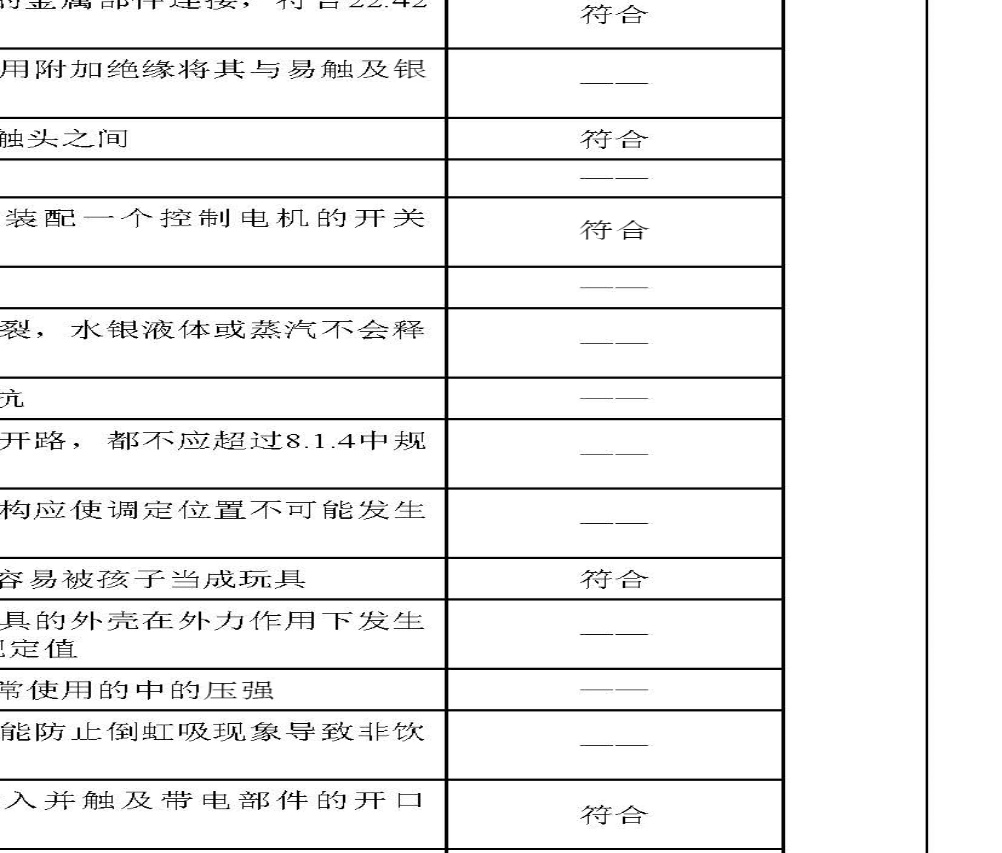 的金属部件连接，符合22.42
符合
用附加绝缘将其与易触及银
——
触头之间
符合
——
装配一个控制电机的开关
符合
——
裂，水银液体或蒸汽不会释
——
抗
——
开路，都不应超过8.1.4中规
——
构应使调定位置不可能发生
——
容易被孩子当成玩具
符合
具的外壳在外力作用下发生
——
规定值
常使用的中的压强
——
能防止倒虹吸现象导致非饮
——
入并触及带电部件的开口
符合